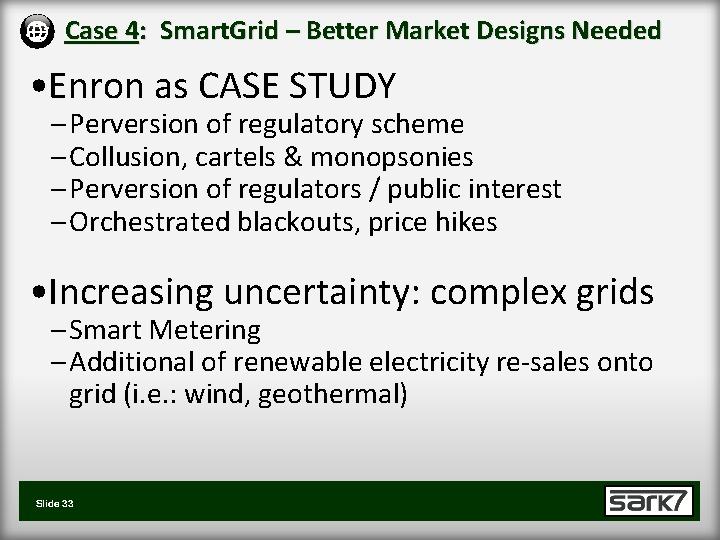 Case 4: Smart.Grid – Better Market Designs Needed
•Enron as CASE STUDY
–Perversion of regulatory scheme
–Collusion, cartels & monopsonies
–Perversion of regulators / public interest
–Orchestrated blackouts, price hikes
•Increasing uncertainty: complex grids
–Smart Metering
–Additional of renewable electricity re-sales onto
grid (i.e.: wind, geothermal)
Slide 33
sark7